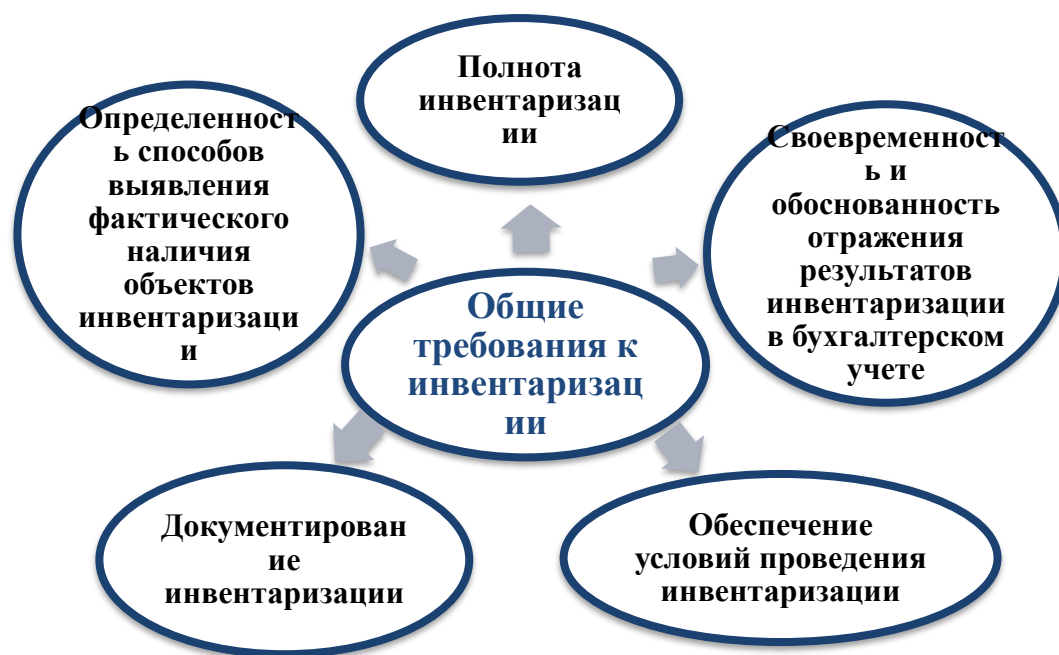 Полнота
инвентаризац
ии
Определенност
ь способов
выявления
фактического
наличия
объектов
инвентаризаци
и
Своевременност
ь и
обоснованность
отражения
результатов
инвентаризации
в бухгалтерском
учете
Общие
требования к
инвентаризац
ии
Документирован
ие
инвентаризации
Обеспечение
условий проведения
инвентаризации